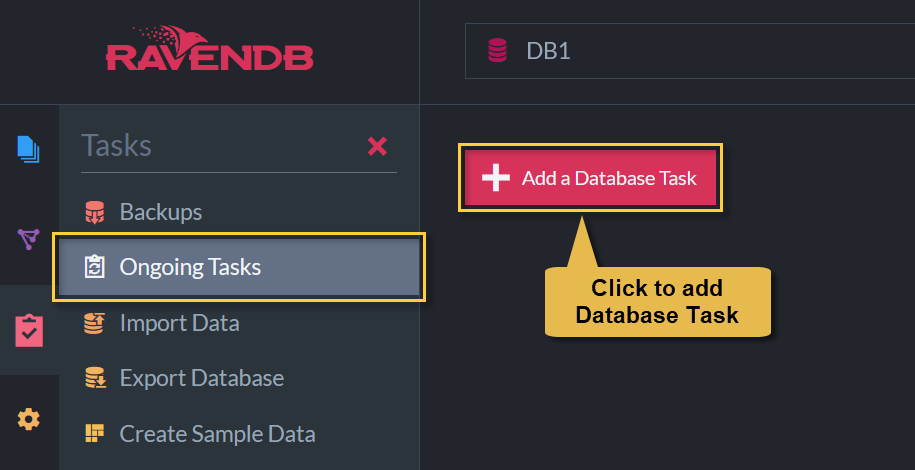 RAVENDB
DB1
Tasks
Add a Database Task
Backups
Ongoing Tasks
Click to add
Database Task
Import Data
Export Database
Create Sample Data